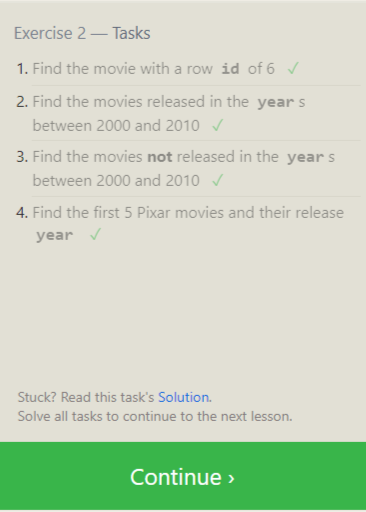 Exercise 2 — Tasks
1. Find the movie with a row id of 6 ✓
2. Find the movies released in the year s
between 2000 and 2010 ✓
3. Find the movies not released in the year s
between 2000 and 2010 ✓
4. Find the first 5 Pixar movies and their release
year ✓
Stuck? Read this task's Solution.
Solve all tasks to continue to the next lesson.
Continue ›